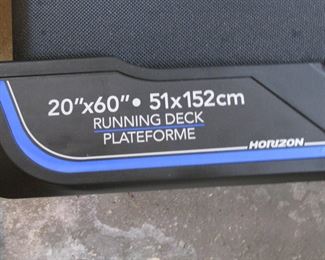 20"x60" • 51x152cm
RUNNING DECK
PLATEFORME
HORIZON